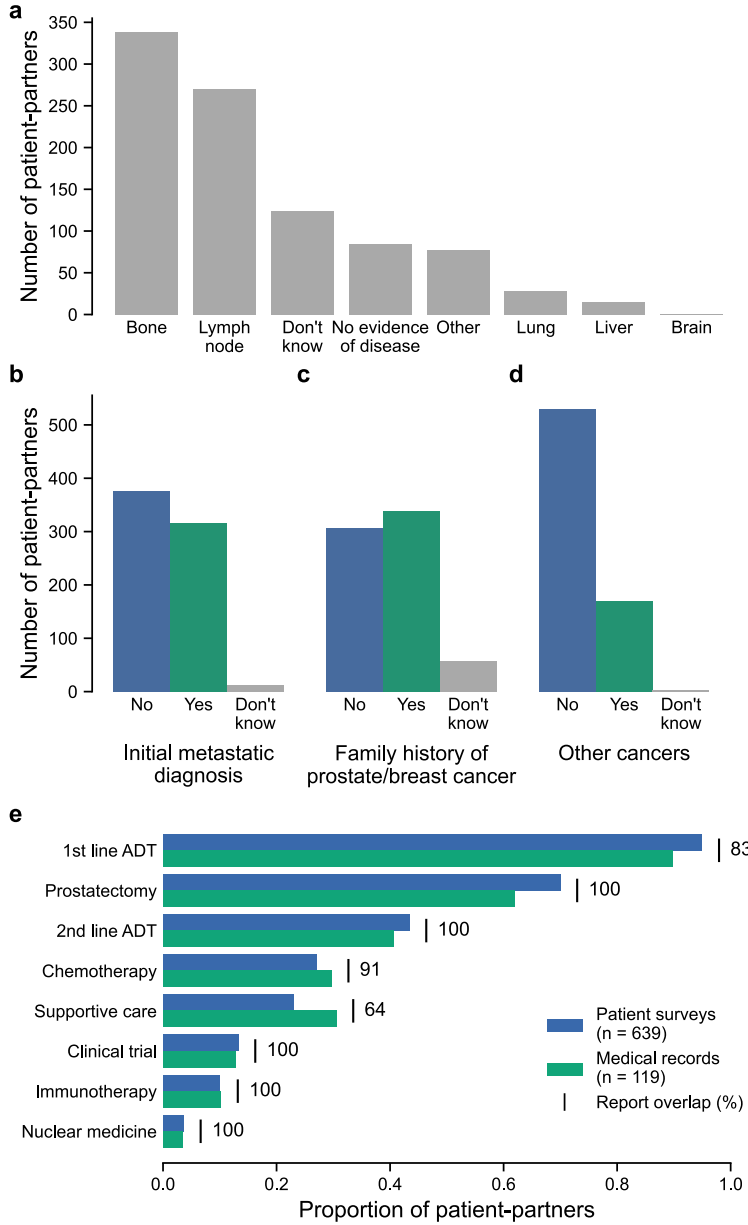 a
Number of patient-partners
350
300
250
200
150
100
50
0
Bone
Lymph
node
Don't
know
No evidence
of disease
Other
Lung
Liver
Brain
b
c
d
Number of patient-partners
500
400
300
200
100
0
No
Yes
Don't
know
No
Yes
Don't
know
No
Yes
Don't
know
Initial metastatic
diagnosis
Family history of
prostate/breast cancer
Other cancers
e
1st line ADT
83
Prostatectomy
100
2nd line ADT
100
Chemotherapy
91
Supportive care
64
Clinical trial
100
Immunotherapy
100
Nuclear medicine
100
Patient surveys
(n = 639)
Medical records
(n = 119)
Report overlap (%)
0.0
0.2
0.4
0.6
0.8
1.0
Proportion of patient-partners